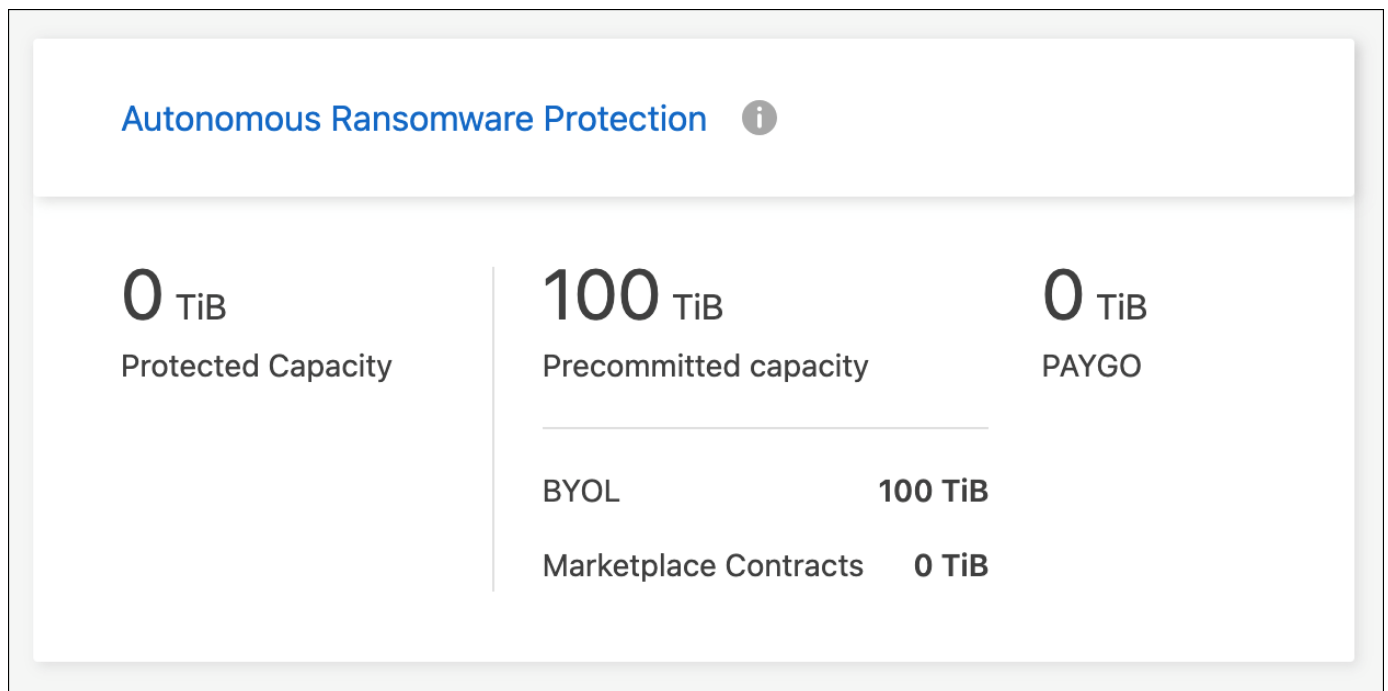 Autonomous Ransomware Protection
0 TiB
Protected Capacity
100 TiB
Precommitted capacity
BYOL 100 TiB
Marketplace Contracts 0 TiB
0 TiB
PAYGO